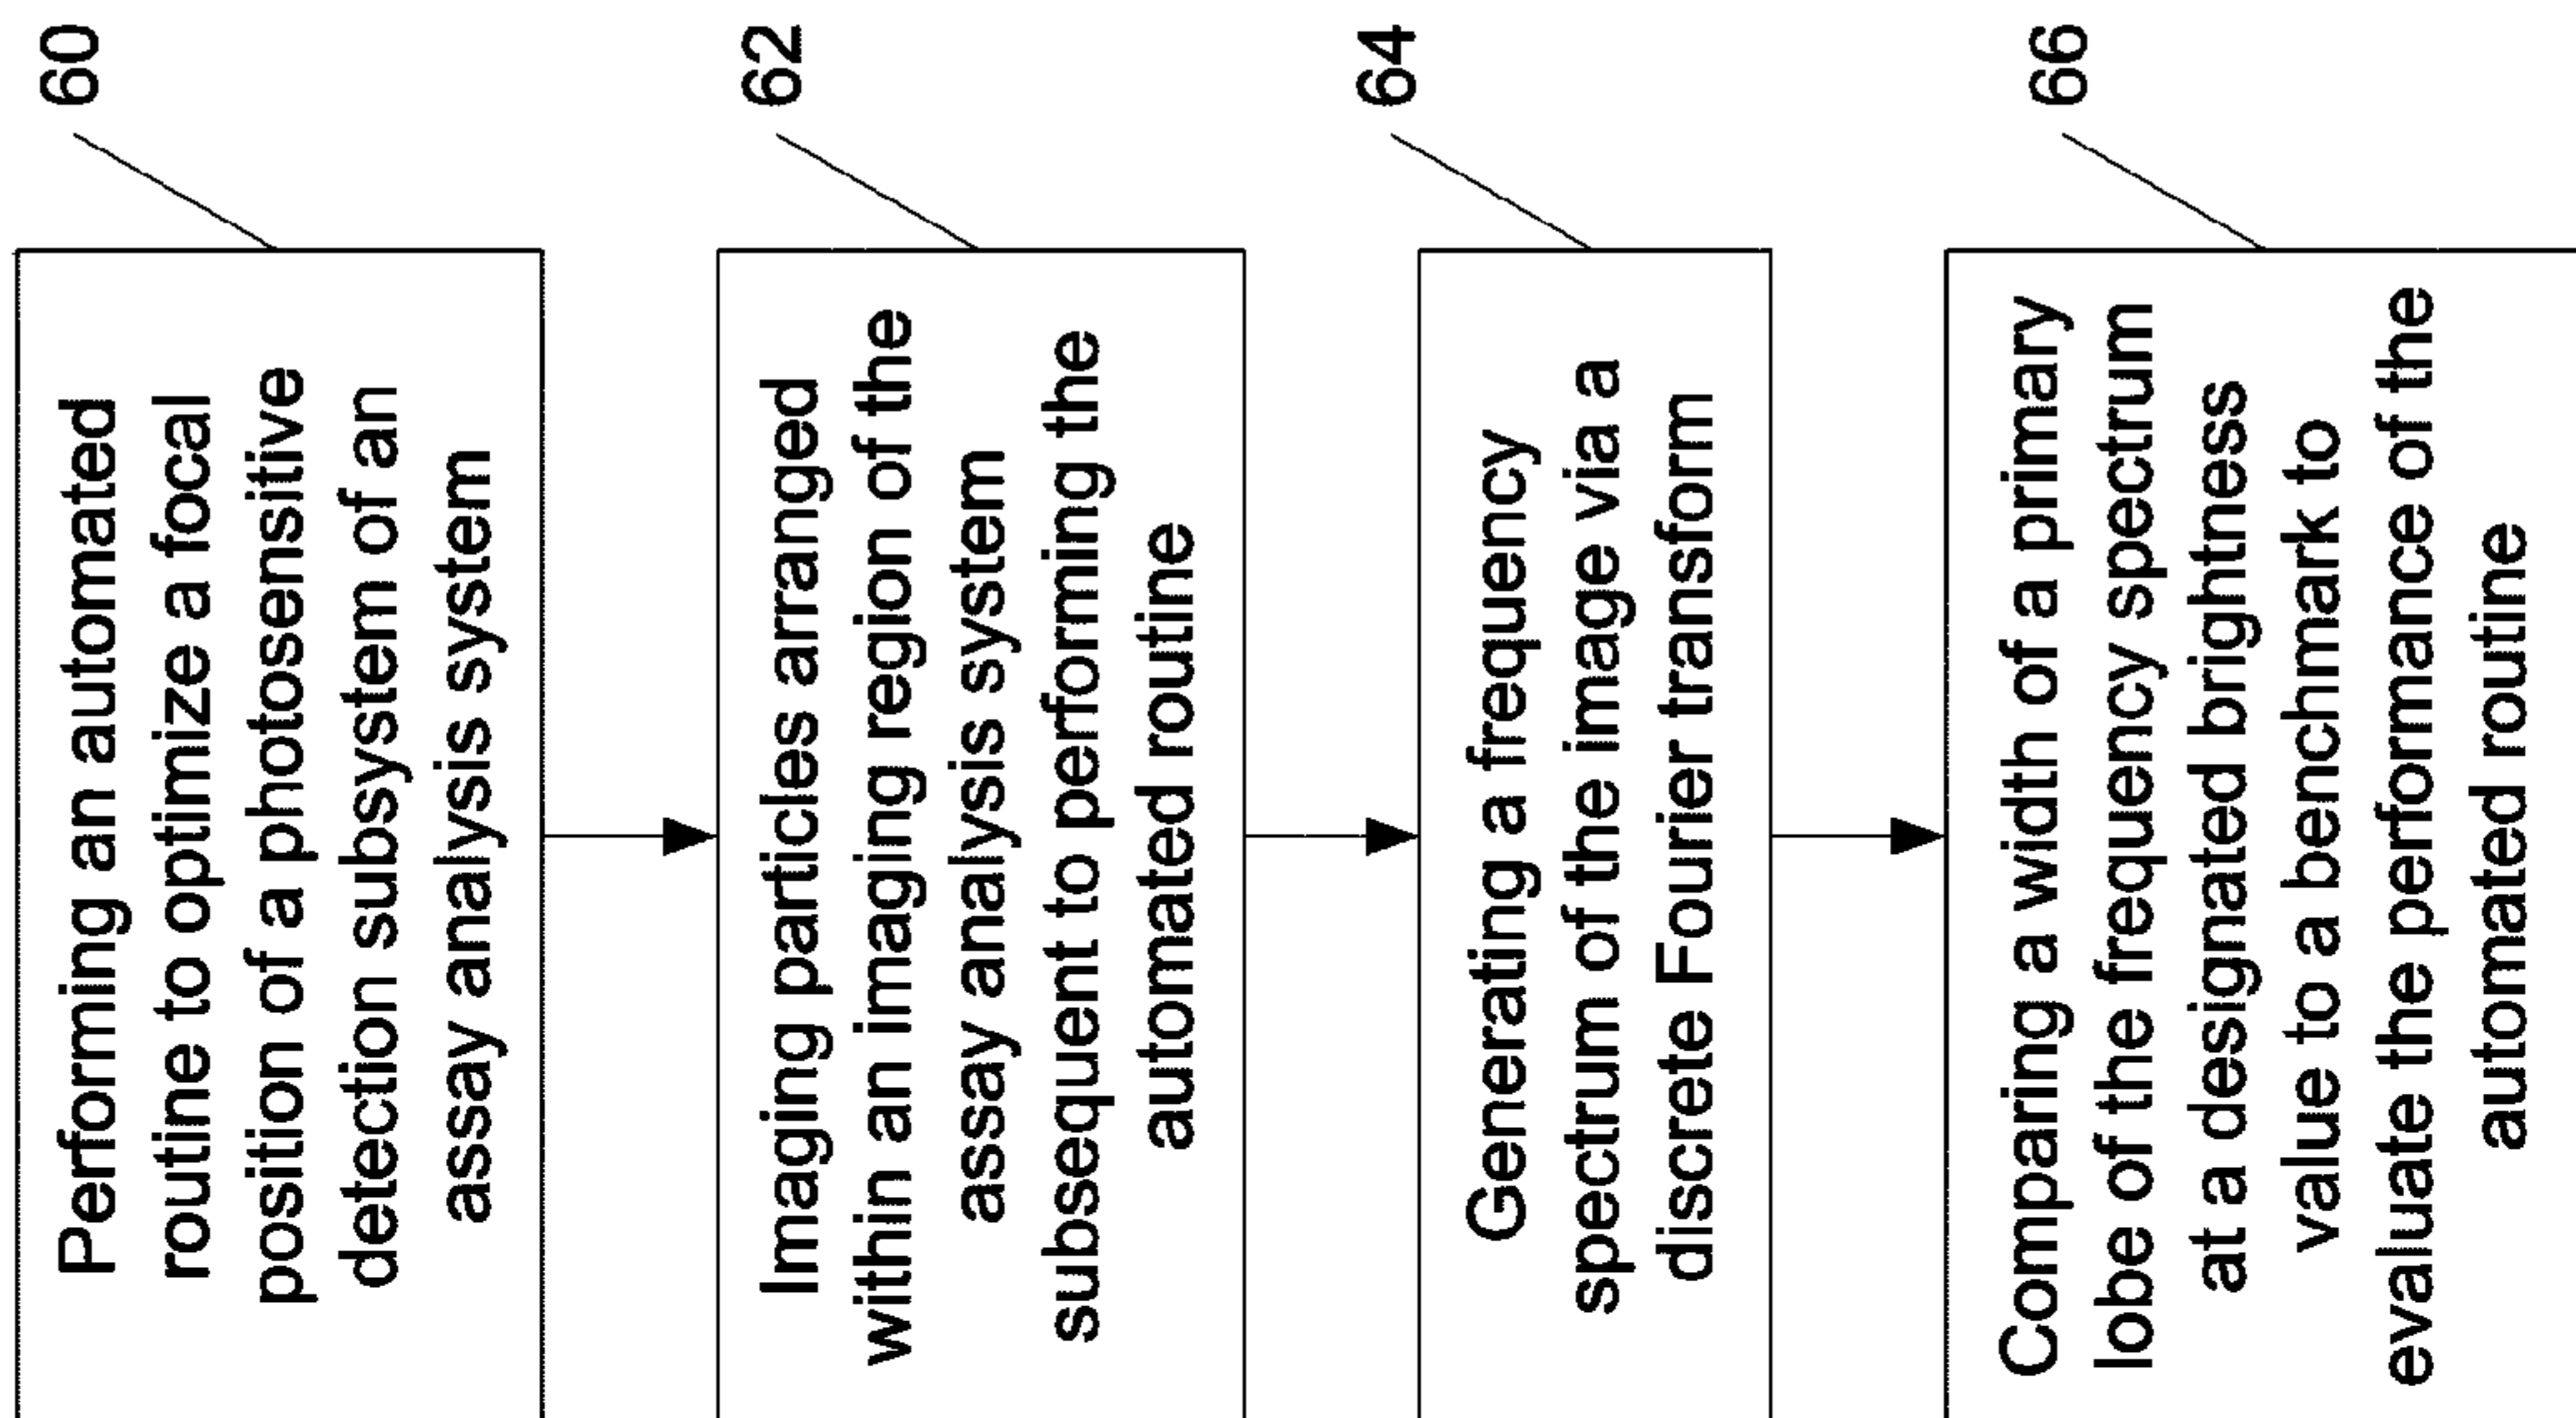 60
Performing an automated
routine to optimize a focal
position of a photosensitive
detection subsystem of an
assay analysis system
62
Imaging particles arranged
within an imaging region of the
assay analysis system
subsequent to performing the
automated routine
64
Generating a frequency
spectrum of the image via a
discrete Fourier transform
66
Comparing a width of a primary
lobe of the frequency spectrum
at a designated brightness
value to a benchmark to
evaluate the performance of the
automated routine